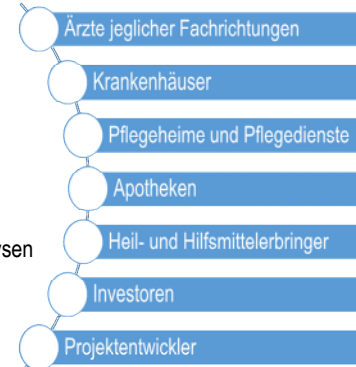 Ärzte jeglicher Fachrichtungen
Krankenhäuser
Pflegeheime und Pflegedienste
Apotheken
Heil- und Hilfsmittelerbringer
Investoren
Projektentwickler